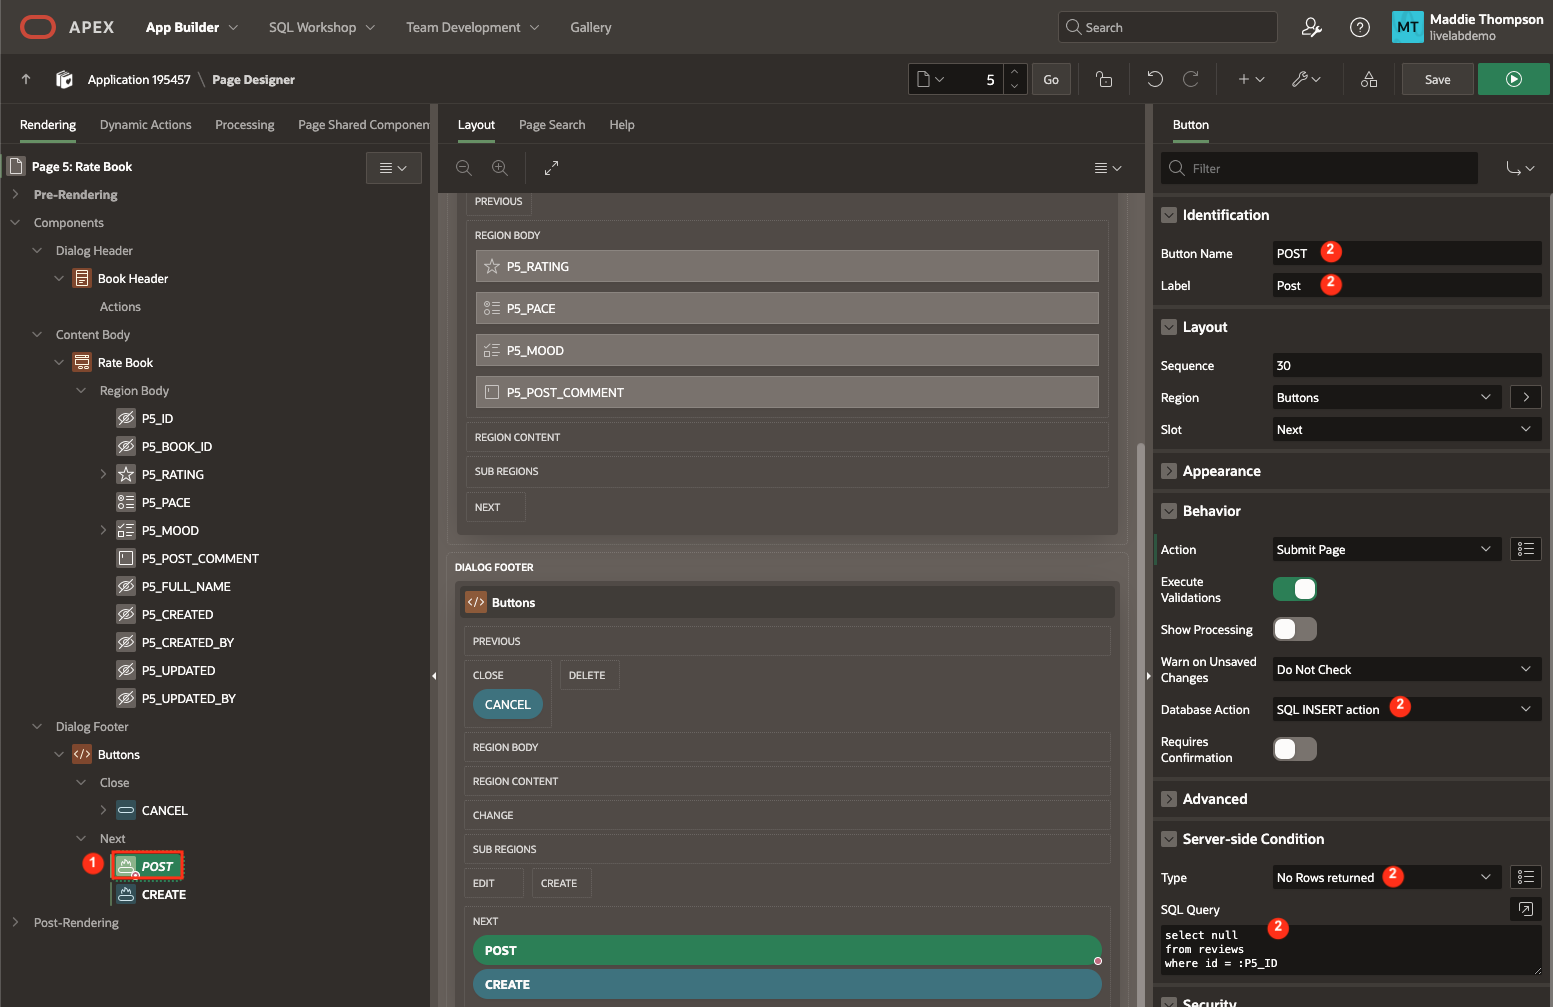 APEX
App Builder
SQL Workshop
Team Development
Gallery
Search
MT
Maddie Thompson
livelabdemo
Application 195457 \ Page Designer
5
Go
Save
Rendering
Dynamic Actions
Processing
Page Shared Componen
Page 5: Rate Book
Pre-Rendering
Components
Dialog Header
Book Header
Actions
Content Body
Rate Book
Region Body
P5_ID
P5_BOOK_ID
P5_RATING
P5_PACE
P5_MOOD
P5_POST_COMMENT
P5_FULL_NAME
P5_CREATED
P5_CREATED_BY
P5_UPDATED
P5_UPDATED_BY
Dialog Footer
Buttons
Close
CANCEL
Next
1
POST
CREATE
Post-Rendering
Layout
Page Search
Help
PREVIOUS
REGION BODY
P5_RATING
P5_PACE
P5_MOOD
P5_POST_COMMENT
REGION CONTENT
SUB REGIONS
NEXT
DIALOG FOOTER
Buttons
PREVIOUS
CLOSE
CANCEL
DELETE
REGION BODY
REGION CONTENT
CHANGE
SUB REGIONS
EDIT
CREATE
NEXT
POST
CREATE
Button
Filter
Identification
Button Name
POST
2
Label
Post
2
Layout
Sequence
30
Region
Buttons
Slot
Next
Appearance
Behavior
Action
Submit Page
Execute
Validations
Show Processing
Warn on Unsaved
Changes
Do Not Check
Database Action
SQL INSERT action
2
Requires
Confirmation
Advanced
Server-side Condition
Type
No Rows returned
2
SQL Query
2
select null
from reviews
where id = :P5_ID
Security